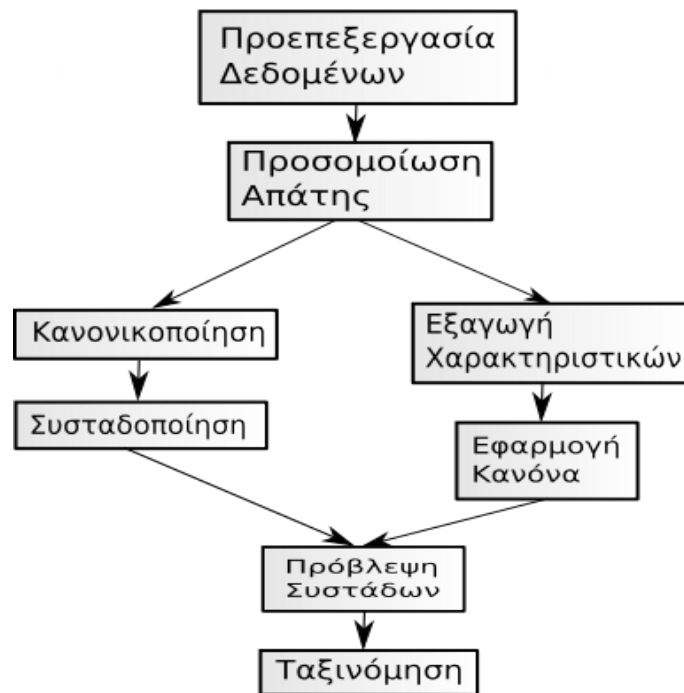 Προεπεξεργασία
Δεδομένων
Προσομοίωση
Απάτης
Κανονικοποίηση
Εξαγωγή
Χαρακτηριστικών
Συσταδοποίηση
Εφαρμογή
Κανόνα
Πρόβλεψη
Συστάδων
Ταξινόμηση